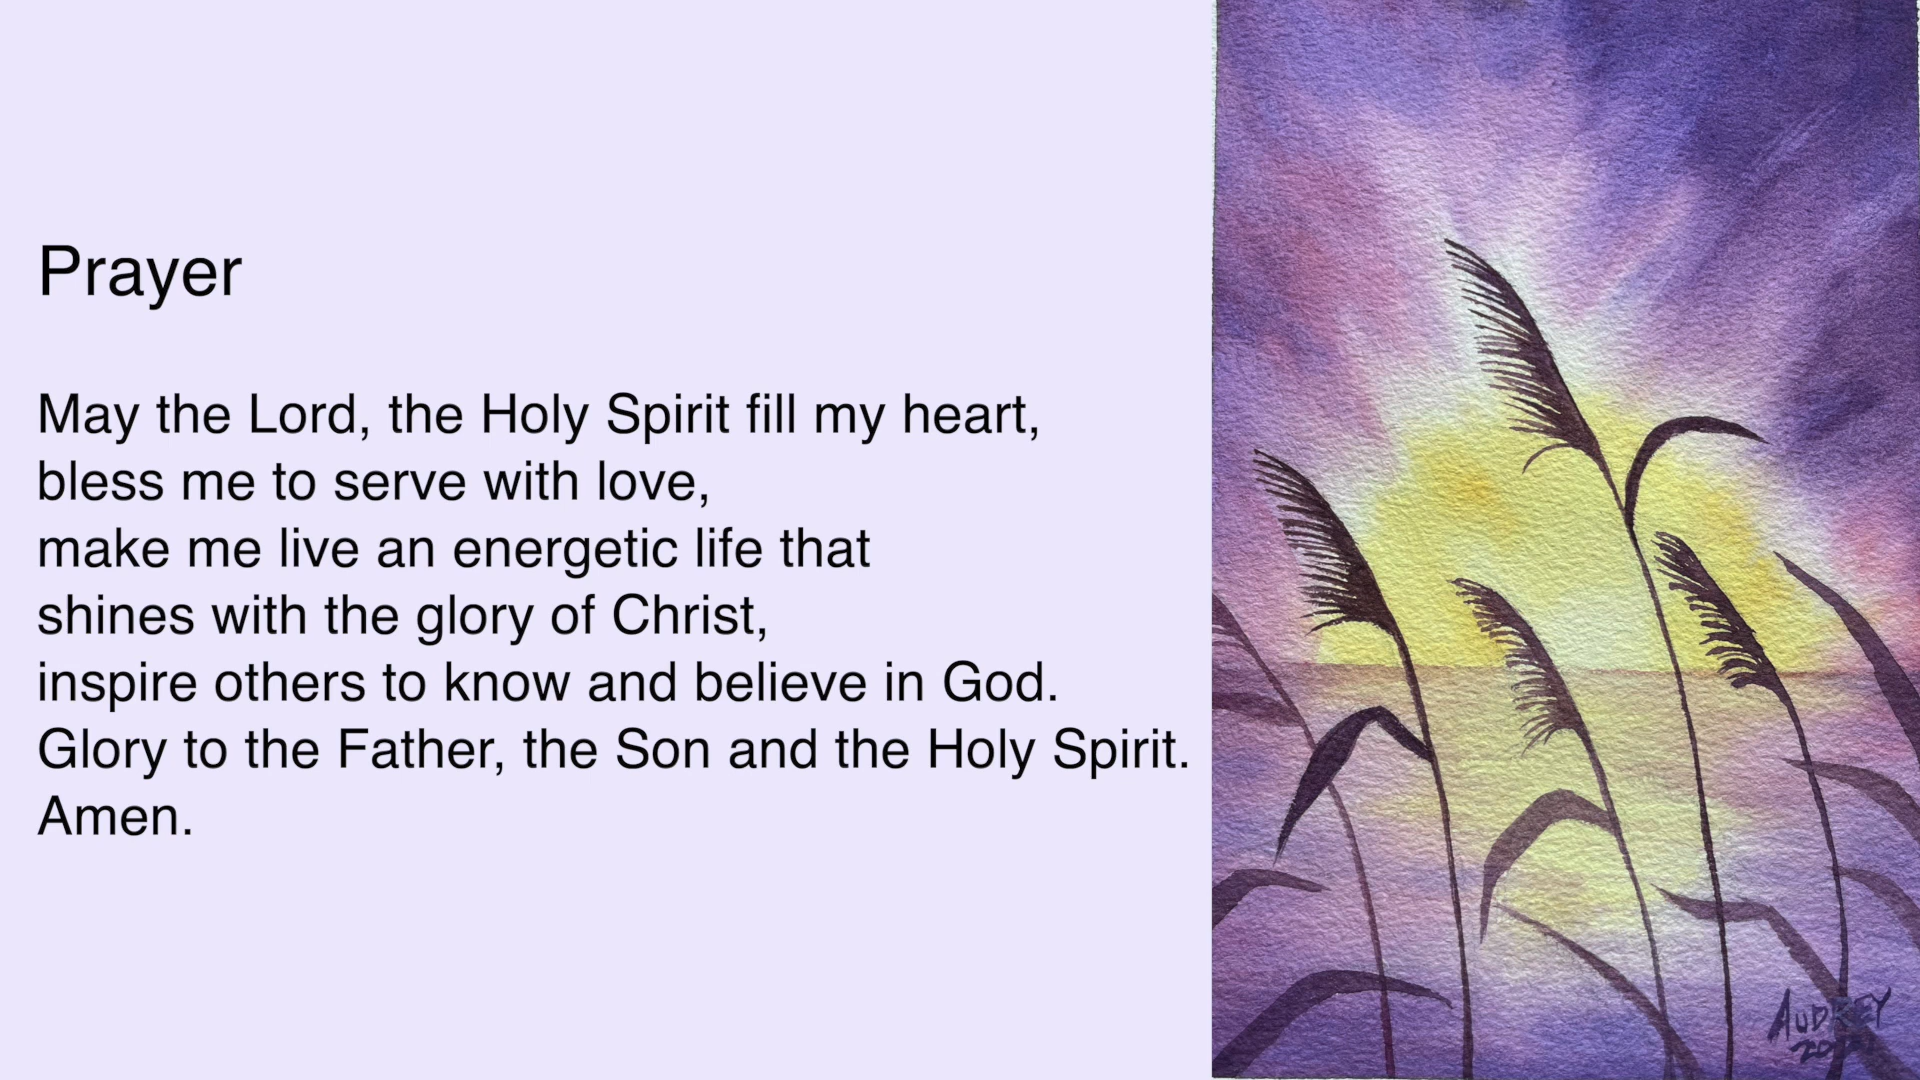 Prayer
May the Lord, the Holy Spirit fill my heart,
bless me to serve with love,
make me live an energetic life that
shines with the glory of Christ,
inspire others to know and believe in God.
Glory to the Father, the Son and the Holy Spirit.
Amen.
AUDREY